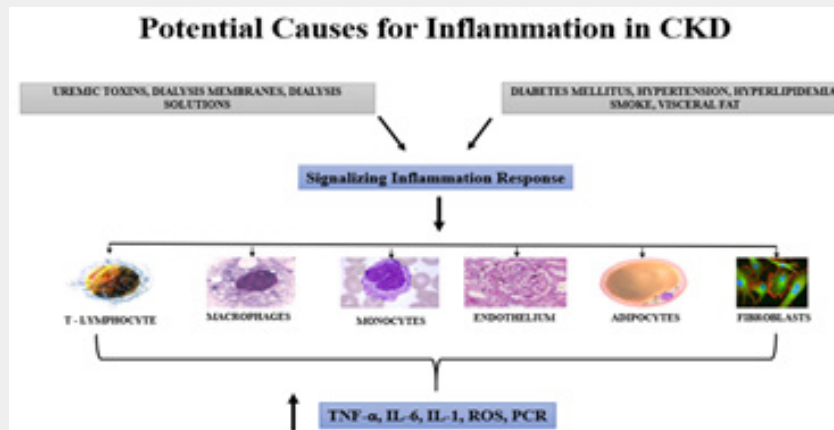 Potential Causes for Inflammation in CKD
UREMIC TOXINS, DIALYSIS MEMBRANES, DIALYSIS
SOLUTIONS
DIABETES MELLITUS, HYPERTENSION, HYPERLIPIDEMIA
SMOKE, VISCERAL FAT
Signalizing Inflammation Response
T - LYMPHOCYTE
MACROPHAGES
MONOCYTES
ENDOTHELIUM
ADIPOCYTES
FIBROBLASTS
TNF-α, IL-6, IL-1, ROS, PCR